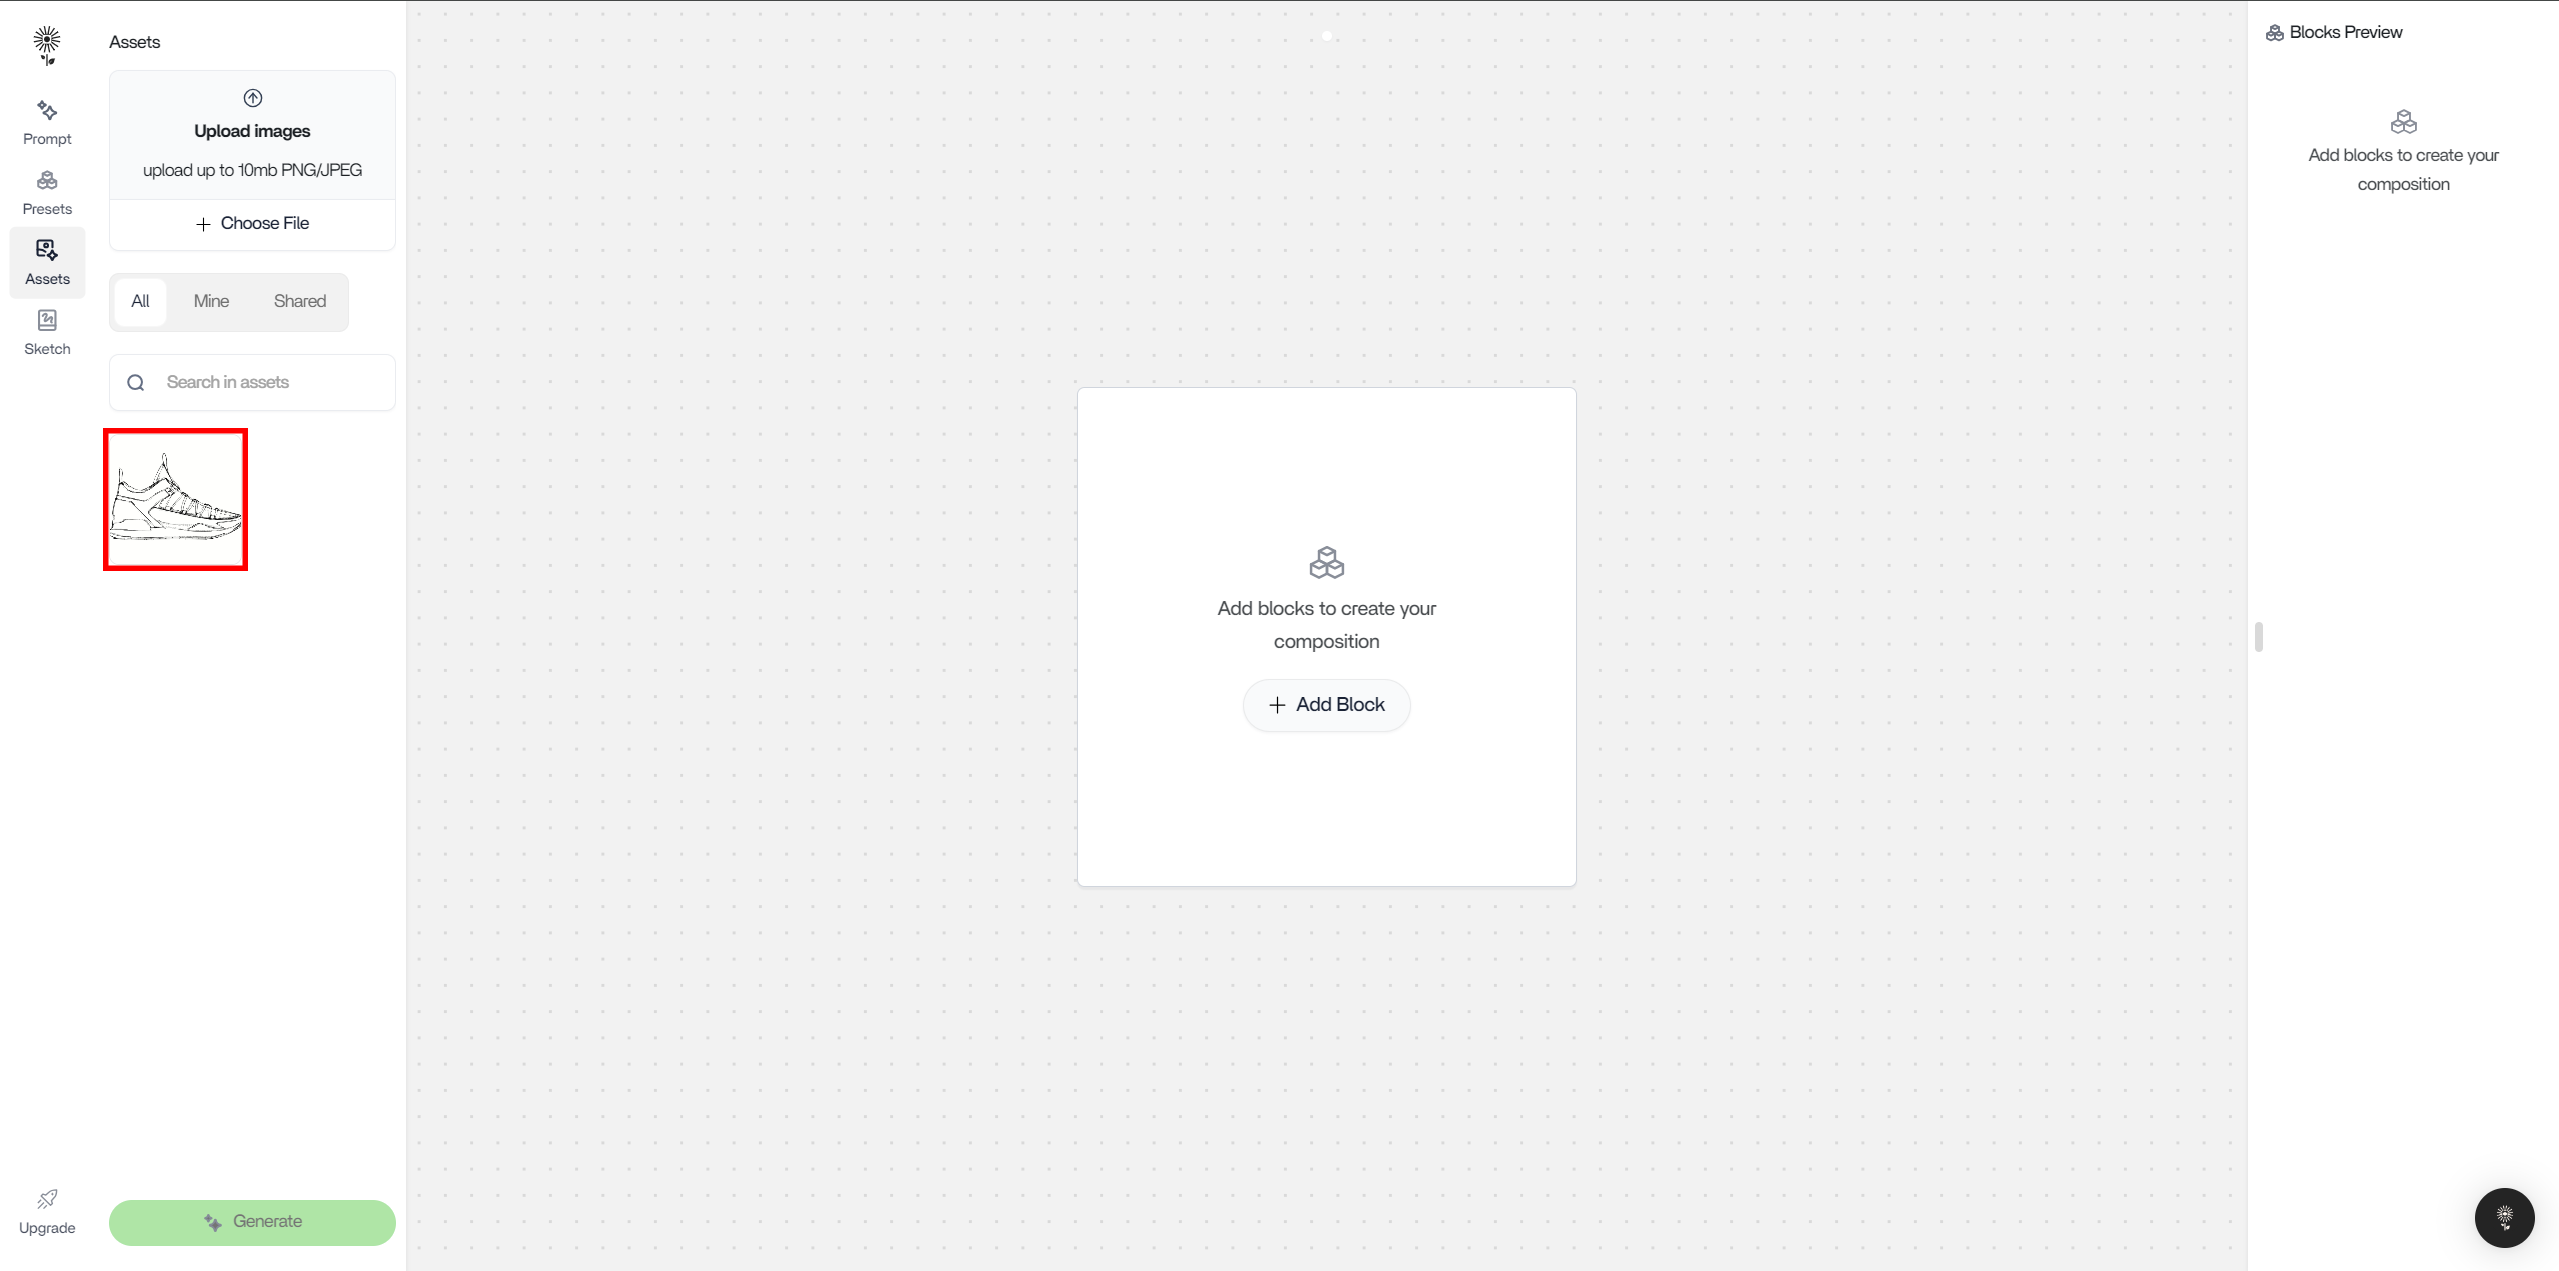 Assets
Upload images
upload up to 10mb PNG/JPEG
Choose File
All
Mine
Shared
Search in assets
Prompt
Presets
Assets
Sketch
Upgrade
Generate
Add blocks to create your
composition
Add Block
Blocks Preview
Add blocks to create your
composition